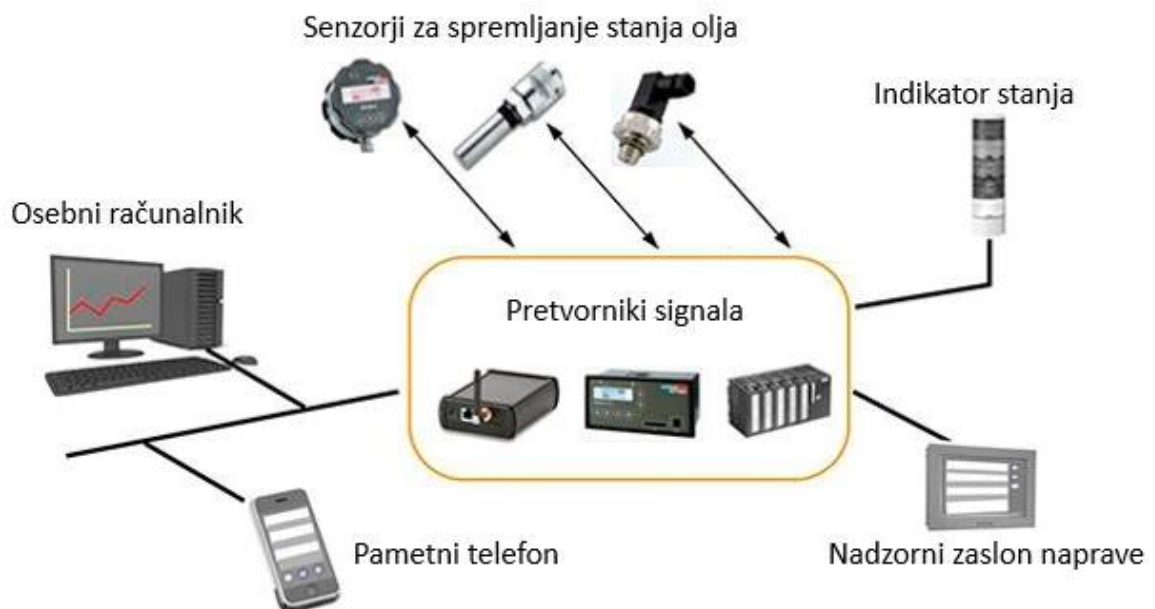 Senzorji za spremljanje stanja olja
Indikator stanja
Osebni računalnik
Pretvorniki signala
Pametni telefon
Nadzorni zaslon naprave